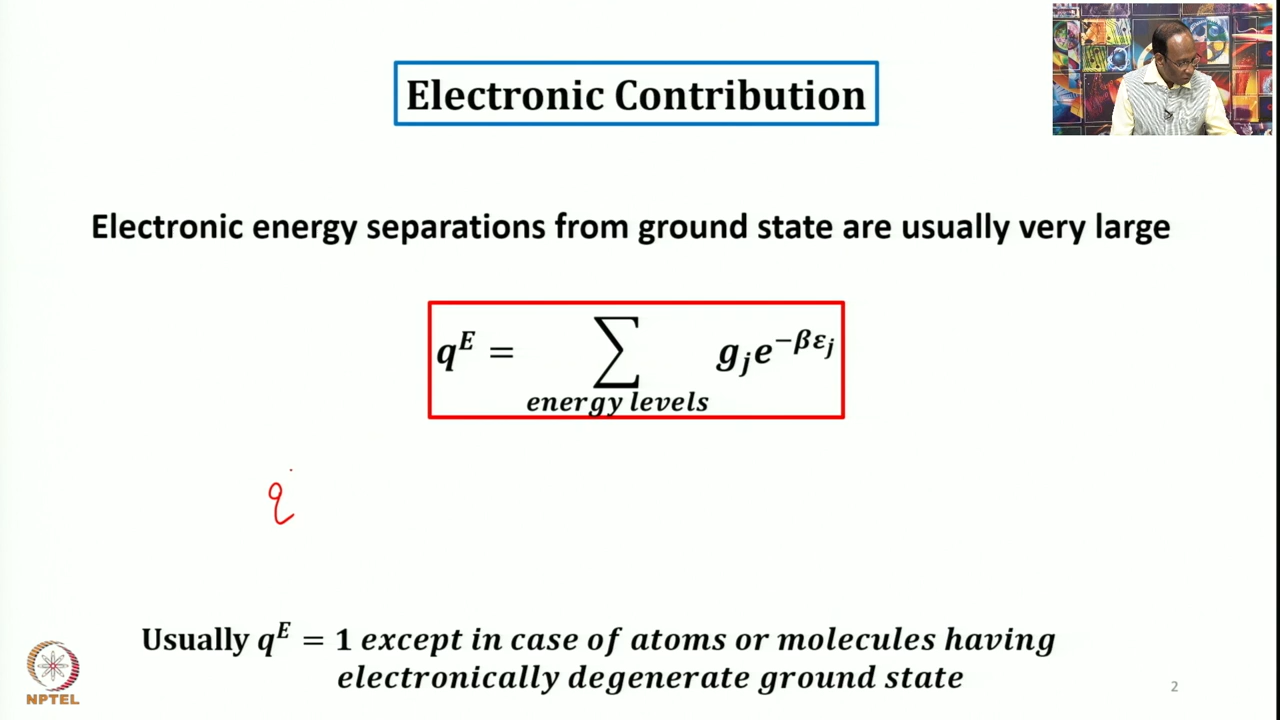 Electronic Contribution
Electronic energy separations from ground state are usually very large
q^E = ∑ g_j e^{-βε_j}
energy levels
q
Usually q^E = 1 except in case of atoms or molecules having
electronically degenerate ground state
NPTEL
2